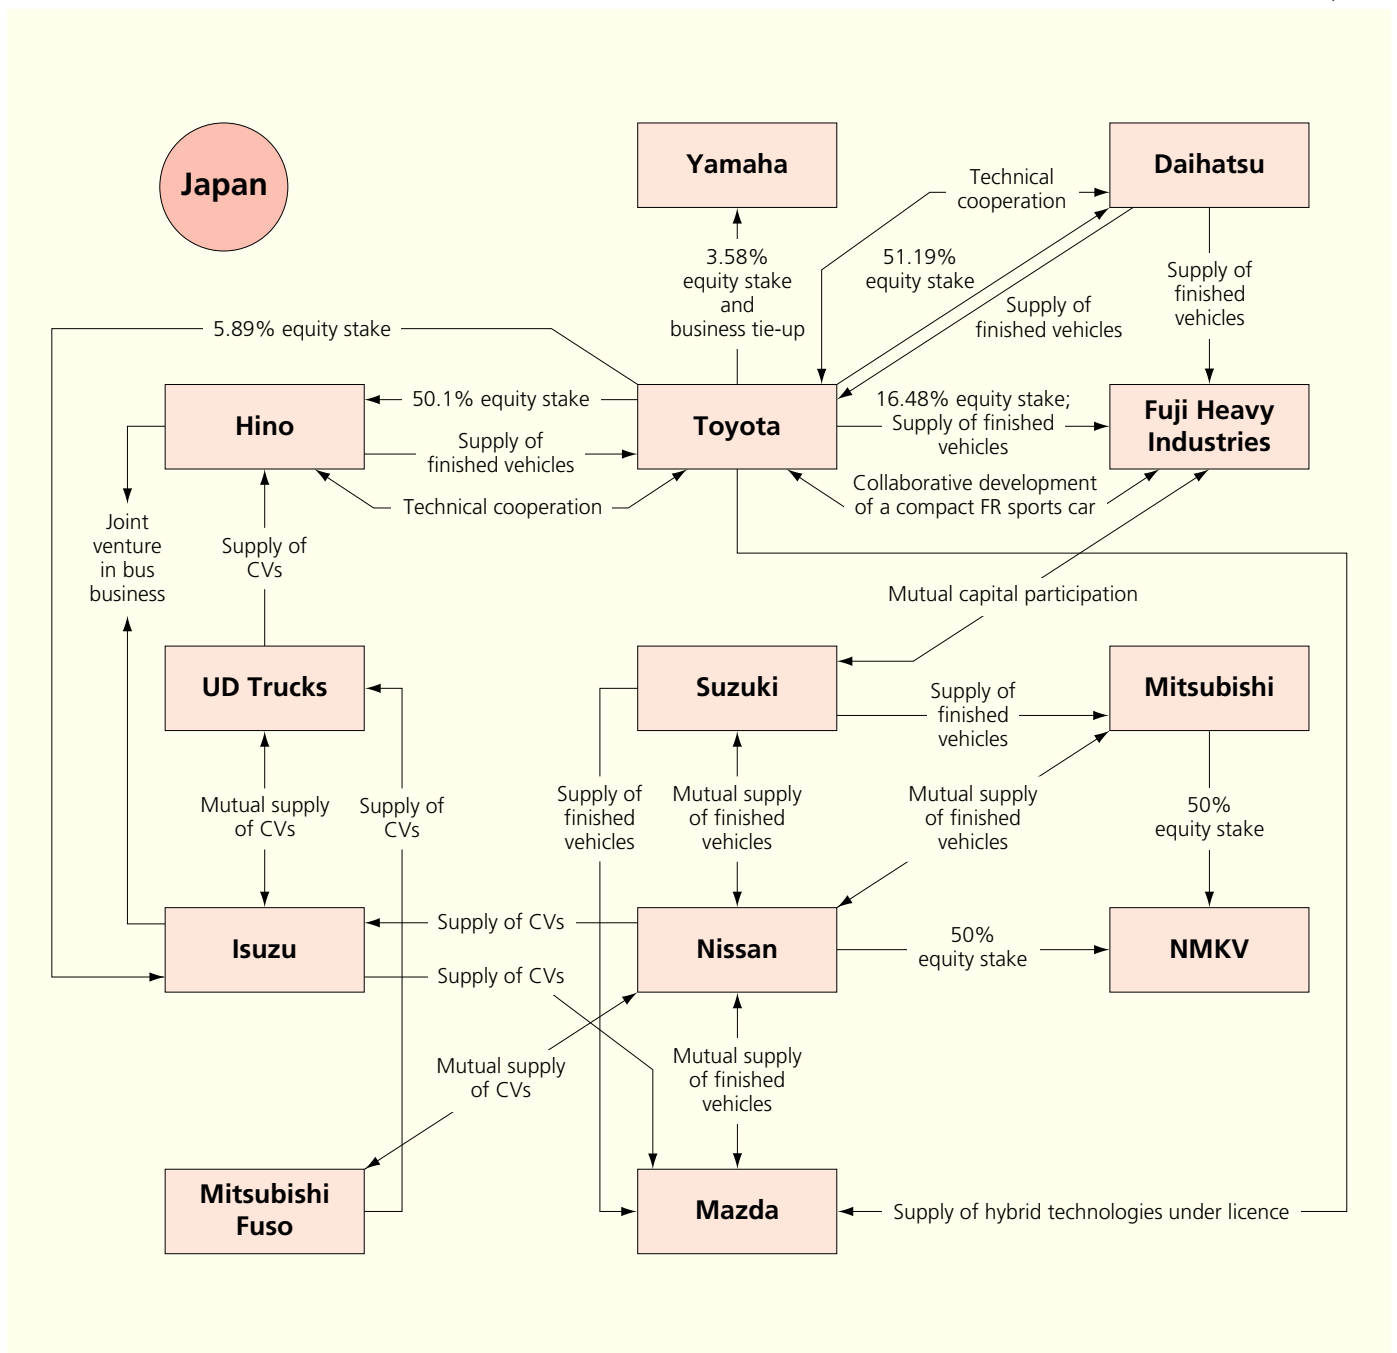 Japan
Yamaha
Daihatsu
Technical
cooperation
3.58%
equity stake
and
business tie-up
51.19%
equity stake
Supply of
finished vehicles
Supply of
finished
vehicles
5.89% equity stake
Hino
50.1% equity stake
Supply of
finished vehicles
Technical cooperation
Toyota
16.48% equity stake;
Supply of finished
vehicles
Collaborative development
of a compact FR sports car
Fuji Heavy
Industries
Joint
venture
in bus
business
Supply of
CVs
Mutual capital participation
UD Trucks
Suzuki
Supply of
finished
vehicles
Mitsubishi
Mutual supply
of CVs
Supply of
CVs
Supply of
finished
vehicles
Mutual supply
of finished
vehicles
Mutual supply
of finished
vehicles
50%
equity stake
Isuzu
Supply of CVs
Supply of CVs
Nissan
50%
equity stake
NMKV
Mutual supply
of CVs
Mutual supply
of finished
vehicles
Mitsubishi
Fuso
Mazda
Supply of hybrid technologies under licence